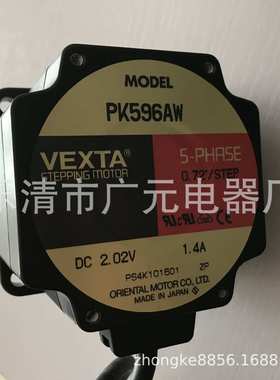 MODEL
PK596AW
VEXTA®
STEPPING MOTOR
5-PHASE
0.72°/STEP
清市广元电器厂
DC 2.02V
1.4A
PS4K101601
ZP
ORIENTAL MOTOR CO., LTD.
MADE IN JAPAN
zhongke8856.1688